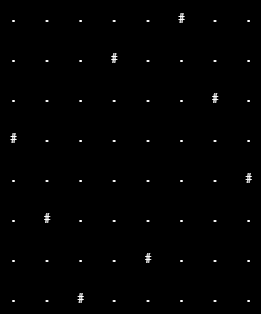 . . . . . # . .
. . . # . . . .
. . . . . . # .
# . . . . . . .
. . . . . . . #
. # . . . . . .
. . . . # . . .
. . # . . . . .